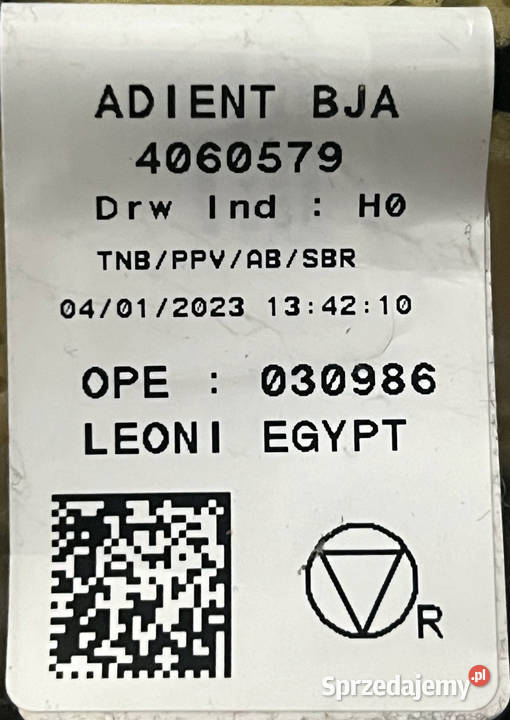 ADIENT BJA
4060579
Drw Ind : H0
TNB/PPV/AB/SBR
04/01/2023 13:42:10
OPE : 030986
LEONI EGYPT
R
Sprzedajemy.pl